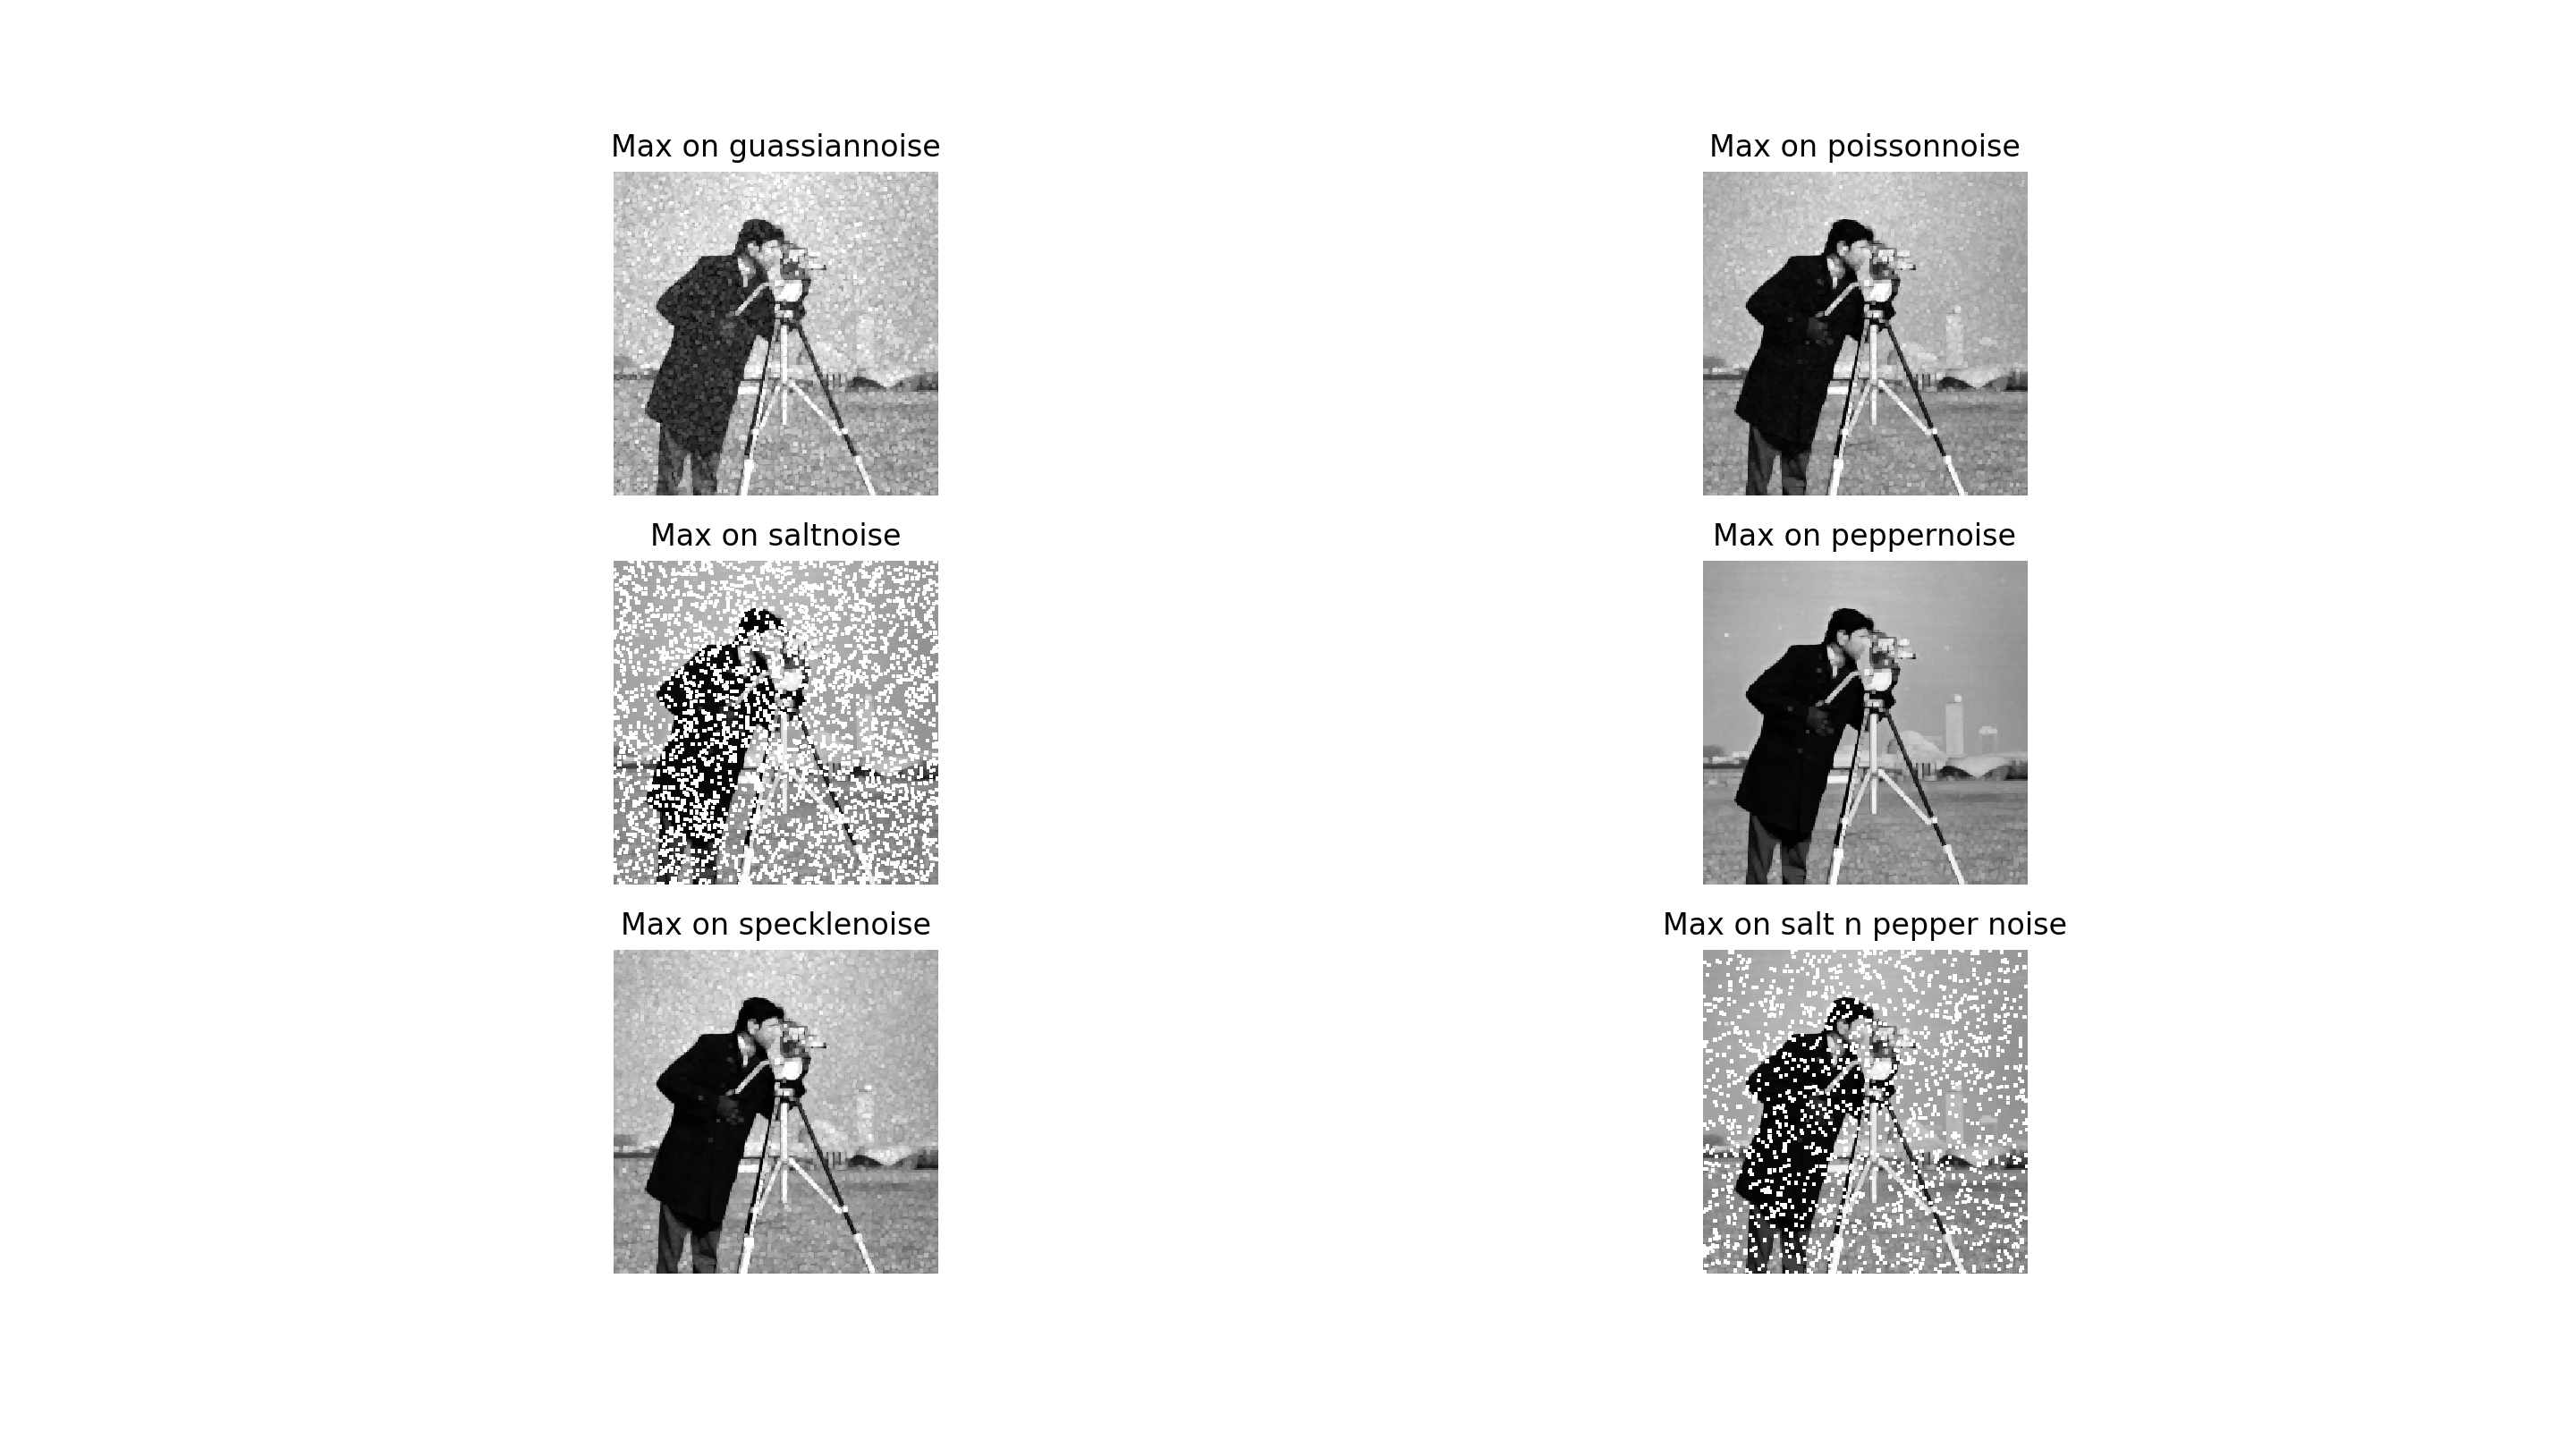 Max on guassiannoise
Max on poissonnoise
Max on saltnoise
Max on peppernoise
Max on specklenoise
Max on salt n pepper noise